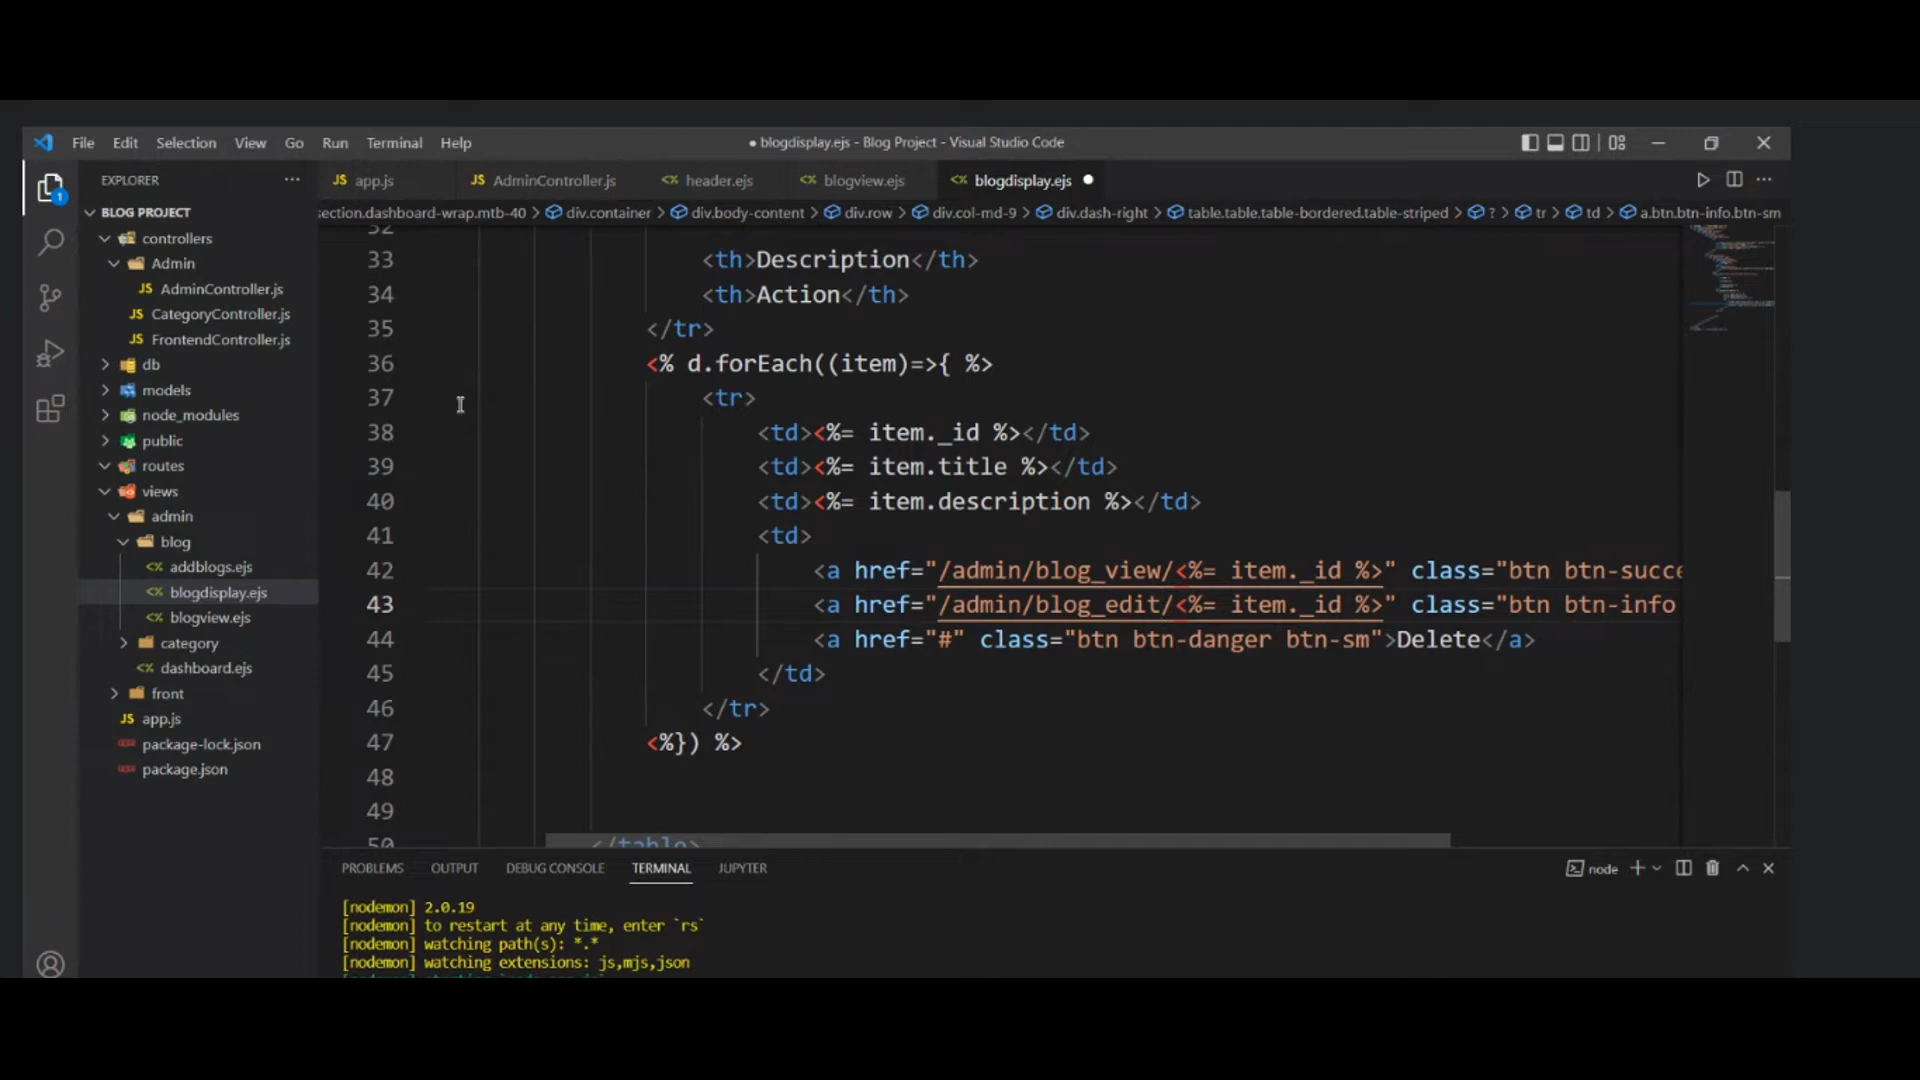 File Edit Selection View Go Run Terminal Help
● blogdisplay.ejs - Blog Project - Visual Studio Code
EXPLORER
JS app.js
JS AdminController.js
<% header.ejs
<% blogview.ejs
<% blogdisplay.ejs
section.dashboard-wrap.mtb-40 > div.container > div.body-content > div.row > div.col-md-9 > div.dash-right > table.table.table-bordered.table-striped > ? > tr > td > a.btn.btn-info.btn-sm
1
BLOG PROJECT
controllers
Admin
JS AdminController.js
JS CategoryController.js
JS FrontendController.js
db
models
node_modules
public
routes
views
admin
blog
<% addblogs.ejs
<% blogdisplay.ejs
<% blogview.ejs
category
<% dashboard.ejs
front
JS app.js
package-lock.json
package.json
32
33 <th>Description</th>
34 <th>Action</th>
35 </tr>
36 <% d.forEach((item)=>{ %>
37 <tr>
38 <td><%= item._id %></td>
39 <td><%= item.title %></td>
40 <td><%= item.description %></td>
41 <td>
42 <a href="/admin/blog_view/<%= item._id %>" class="btn btn-succe
43 <a href="/admin/blog_edit/<%= item._id %>" class="btn btn-info
44 <a href="#" class="btn btn-danger btn-sm">Delete</a>
45 </td>
46 </tr>
47 <%}) %>
48
49
50 </table>
PROBLEMS OUTPUT DEBUG CONSOLE TERMINAL JUPYTER
node
[nodemon] 2.0.19
[nodemon] to restart at any time, enter `rs`
[nodemon] watching path(s): *.*
[nodemon] watching extensions: js,mjs,json